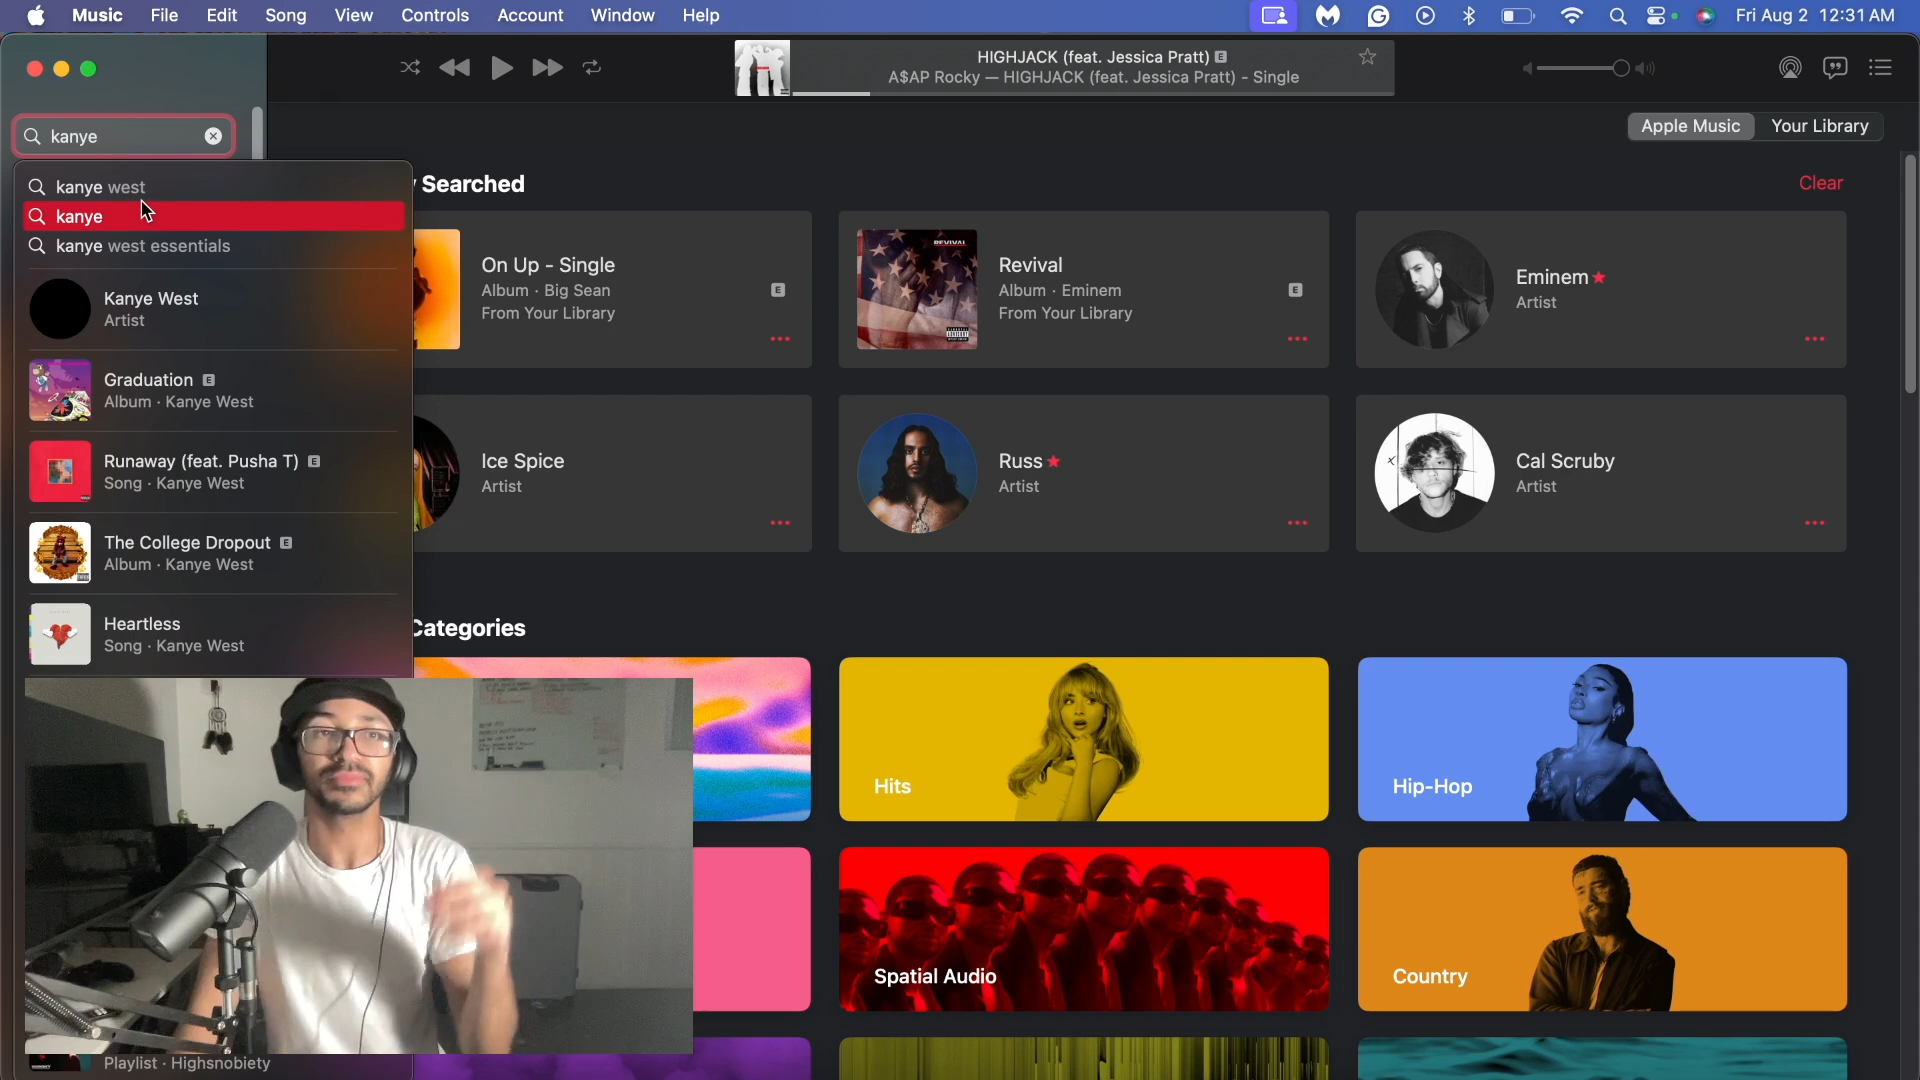 Music File Edit Song View Controls Account Window Help
Fri Aug 2 12:31 AM
HIGHJACK (feat. Jessica Pratt) E
A$AP Rocky — HIGHJACK (feat. Jessica Pratt) - Single
kanye
Apple Music Your Library
kanye west
kanye
kanye west essentials
Kanye West
Artist
Graduation E
Album · Kanye West
Runaway (feat. Pusha T) E
Song · Kanye West
The College Dropout E
Album · Kanye West
Heartless
Song · Kanye West
Playlist · Highsnobiety
Searched
Clear
On Up - Single
Album · Big Sean
From Your Library
E
REVIVAL
Revival
Album · Eminem
From Your Library
E
Eminem
Artist
Ice Spice
Artist
Russ
Artist
Cal Scruby
Artist
Categories
Hits
Hip-Hop
Spatial Audio
Country